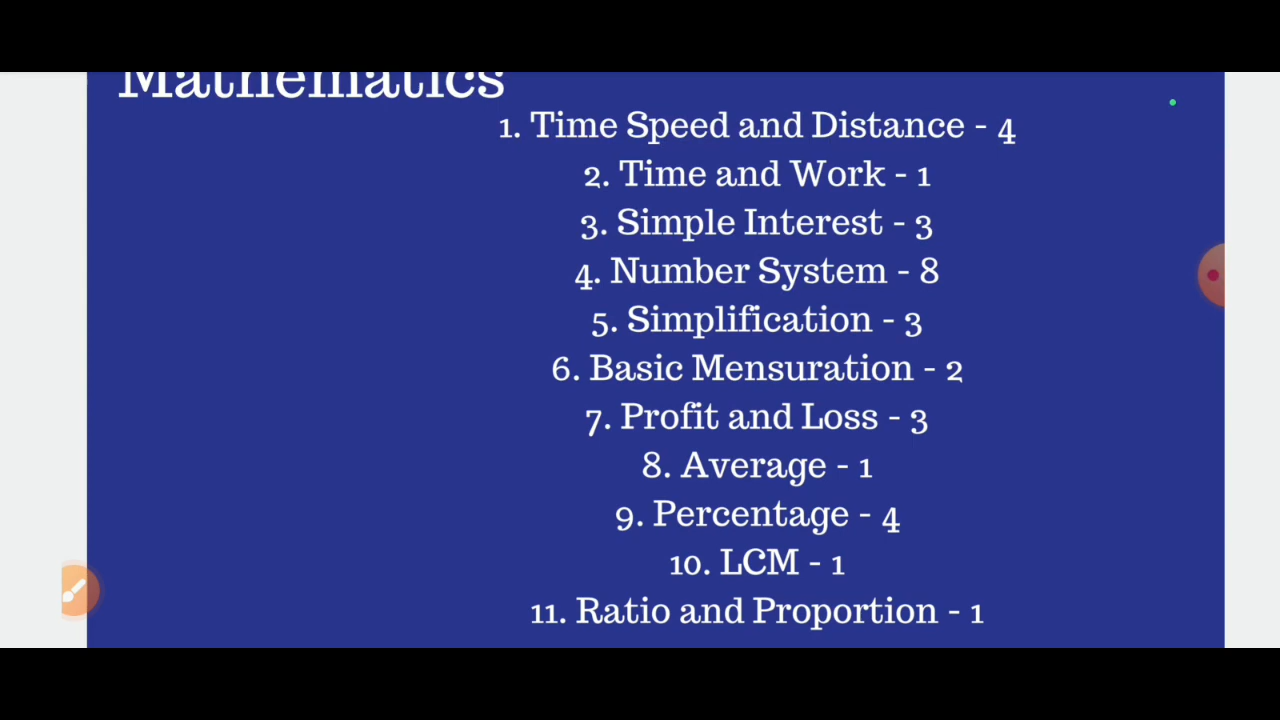 Mathematics
1. Time Speed and Distance - 4
2. Time and Work - 1
3. Simple Interest - 3
4. Number System - 8
5. Simplification - 3
6. Basic Mensuration - 2
7. Profit and Loss - 3
8. Average - 1
9. Percentage - 4
10. LCM - 1
11. Ratio and Proportion - 1